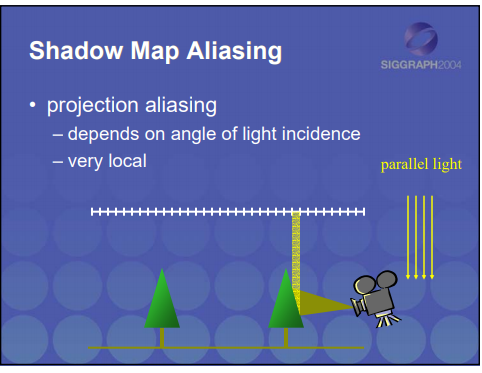 Shadow Map Aliasing
SIGGRAPH2004
• projection aliasing
– depends on angle of light incidence
– very local
parallel light